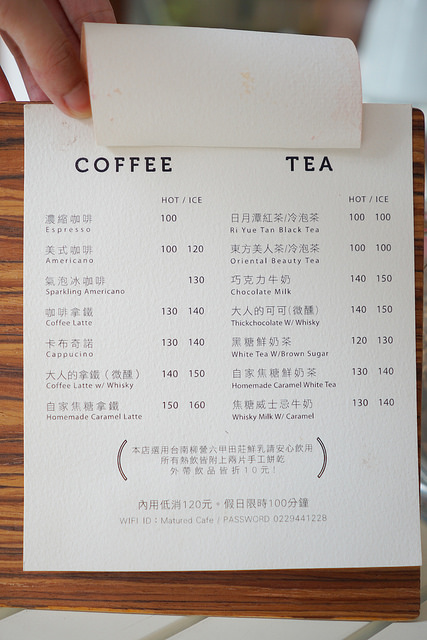 COFFEE
HOT / ICE
濃縮咖啡 100
Espresso
美式咖啡 100 120
Americano
氣泡冰咖啡 130
Sparkling Americano
咖啡拿鐵 130 140
Coffee Latte
卡布奇諾 130 140
Cappucino
大人的拿鐵(微醺) 140 150
Coffee Latte w/ Whisky
自家焦糖拿鐵 150 160
Homemade Caramel Latte
TEA
HOT / ICE
日月潭紅茶/冷泡茶 100 100
Ri Yue Tan Black Tea
東方美人茶/冷泡茶 100 100
Oriental Beauty Tea
巧克力牛奶 140 150
Chocolate Milk
大人的可可(微醺) 140 150
Thickchocolate W/ Whisky
黑糖鮮奶茶 120 130
White Tea W/Brown Sugar
自家焦糖鮮奶茶 130 140
Homemade Caramel White Tea
焦糖威士忌牛奶 130 140
Whisky Milk W/ Caramel
本店選用台南柳營六甲田莊鮮乳請安心飲用
所有熱飲皆附上兩片手工餅乾
外帶飲品皆折10元!
內用低消120元。假日限時100分鐘
WIFI ID : Matured Cafe / PASSWORD 0229441228